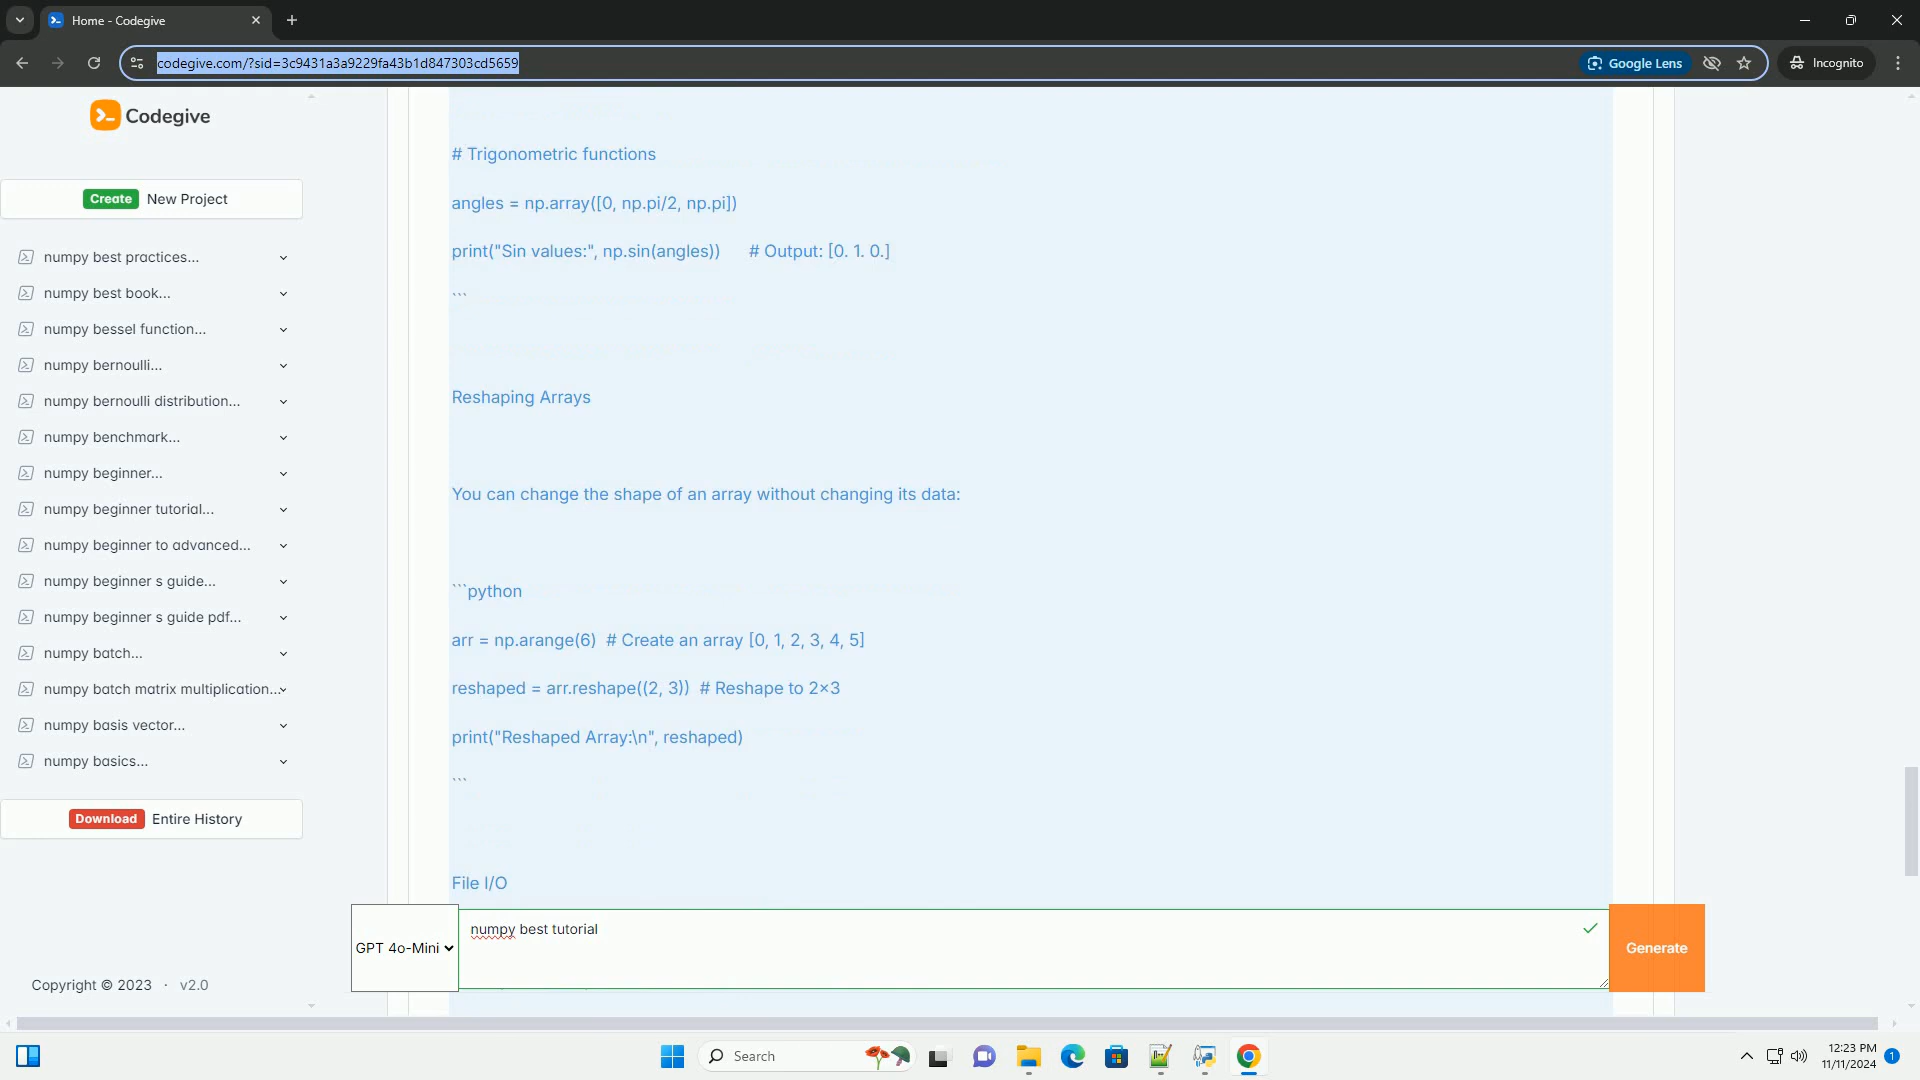 Home - Codegive
codegive.com/?sid=3c9431a3a9229fa43b1d847303cd5659
Google Lens
Incognito
Codegive
Create New Project
numpy best practices...
numpy best book...
numpy bessel function...
numpy bernoulli...
numpy bernoulli distribution...
numpy benchmark...
numpy beginner...
numpy beginner tutorial...
numpy beginner to advanced...
numpy beginner s guide...
numpy beginner s guide pdf...
numpy batch...
numpy batch matrix multiplication...
numpy basis vector...
numpy basics...
Download Entire History
Copyright © 2023 · v2.0
# Trigonometric functions
angles = np.array([0, np.pi/2, np.pi])
print("Sin values:", np.sin(angles))      # Output: [0. 1. 0.]
```
Reshaping Arrays
You can change the shape of an array without changing its data:
```python
arr = np.arange(6)  # Create an array [0, 1, 2, 3, 4, 5]
reshaped = arr.reshape((2, 3))  # Reshape to 2×3
print("Reshaped Array:\n", reshaped)
```
File I/O
GPT 4o-Mini
numpy best tutorial
Generate
Search
12:23 PM
11/11/2024
1